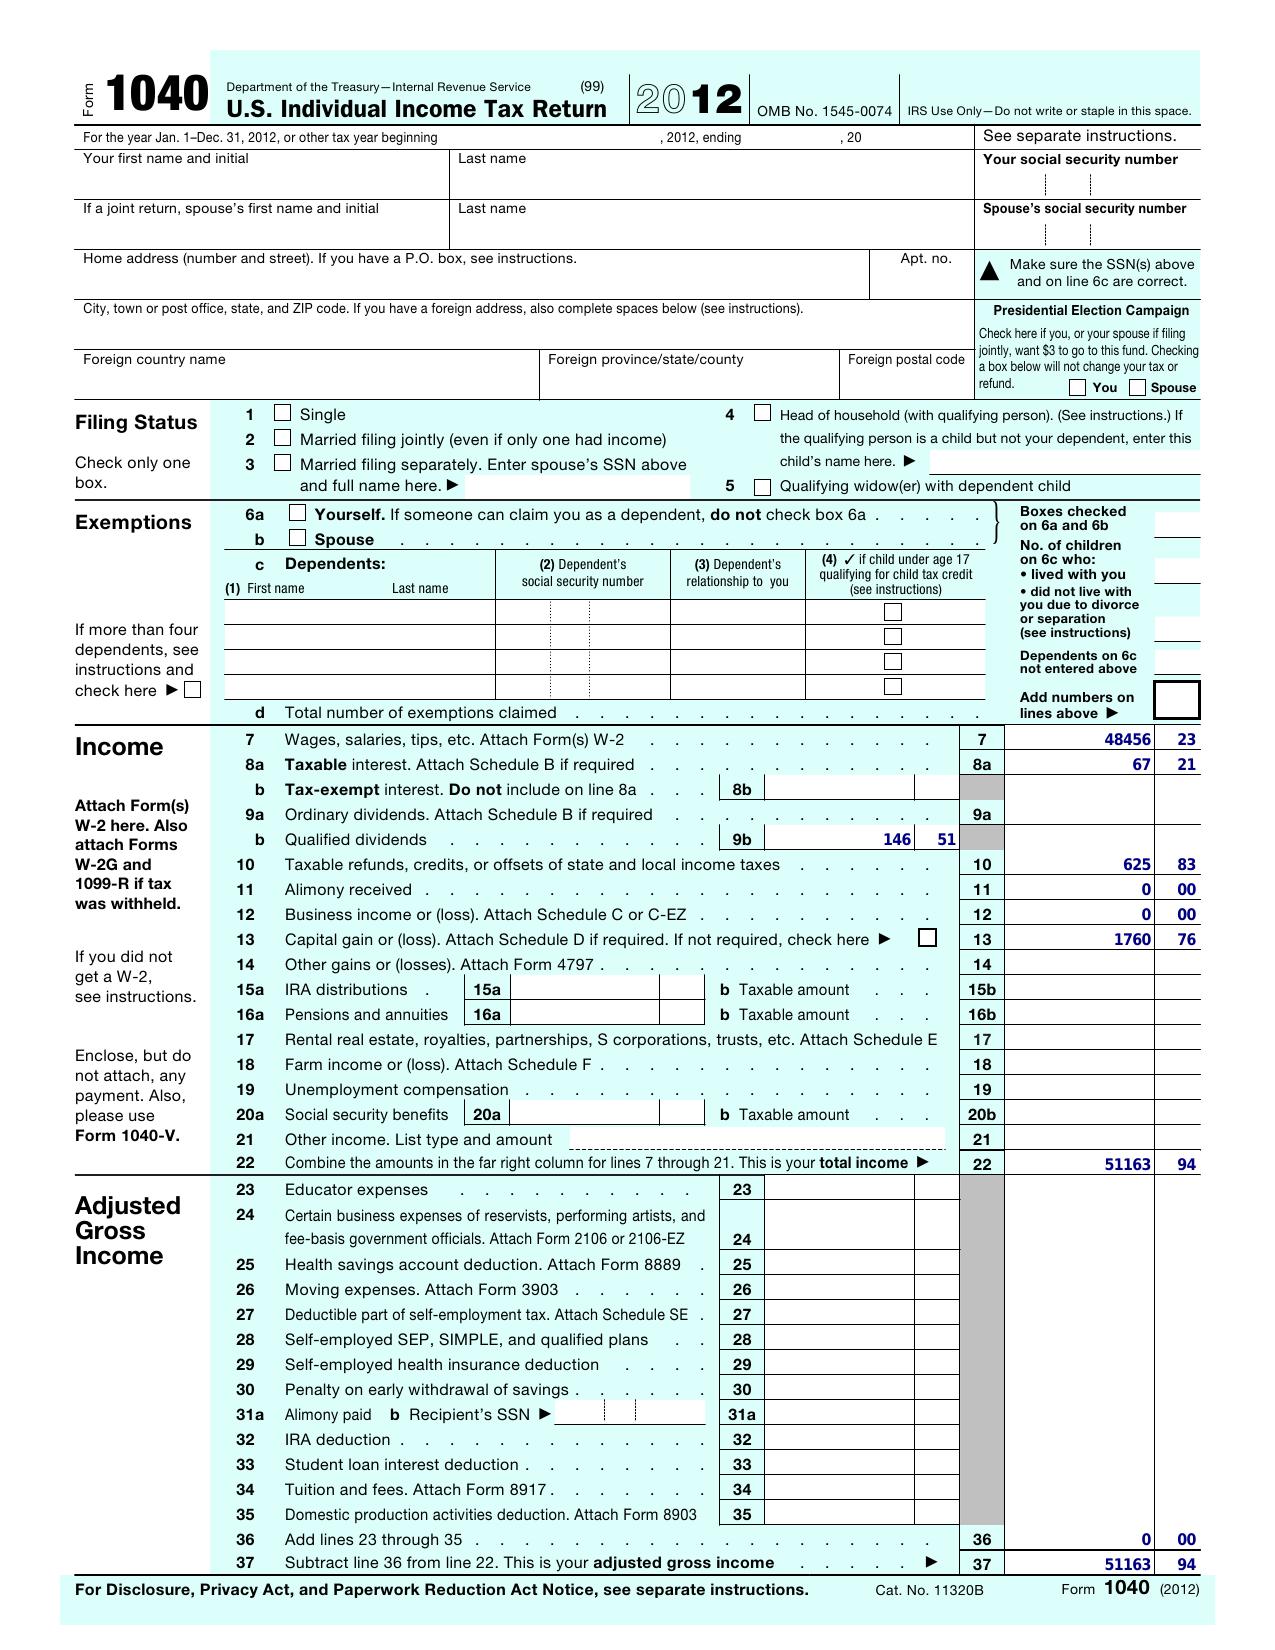 Form 1040 Department of the Treasury—Internal Revenue Service (99)
U.S. Individual Income Tax Return 2012 OMB No. 1545-0074 IRS Use Only—Do not write or staple in this space.
For the year Jan. 1–Dec. 31, 2012, or other tax year beginning , 2012, ending , 20 See separate instructions.
Your first name and initial Last name Your social security number
If a joint return, spouse's first name and initial Last name Spouse's social security number
Home address (number and street). If you have a P.O. box, see instructions. Apt. no.
▲ Make sure the SSN(s) above
and on line 6c are correct.
City, town or post office, state, and ZIP code. If you have a foreign address, also complete spaces below (see instructions).
Foreign country name Foreign province/state/county Foreign postal code
Presidential Election Campaign
Check here if you, or your spouse if filing
jointly, want $3 to go to this fund. Checking
a box below will not change your tax or
refund. You Spouse
Filing Status
Check only one
box.
1 Single
2 Married filing jointly (even if only one had income)
3 Married filing separately. Enter spouse's SSN above
and full name here. ▶
4 Head of household (with qualifying person). (See instructions.) If
the qualifying person is a child but not your dependent, enter this
child's name here. ▶
5 Qualifying widow(er) with dependent child
Exemptions
6a Yourself. If someone can claim you as a dependent, do not check box 6a . . . . .
b Spouse . . . . . . . . . . . . . . . . . . . . . . . .
c Dependents:
(1) First name Last name
(2) Dependent's
social security number
(3) Dependent's
relationship to you
(4) ✓ if child under age 17
qualifying for child tax credit
(see instructions)
If more than four
dependents, see
instructions and
check here ▶
d Total number of exemptions claimed . . . . . . . . . . . . . . . . .
Boxes checked
on 6a and 6b
No. of children
on 6c who:
• lived with you
• did not live with
you due to divorce
or separation
(see instructions)
Dependents on 6c
not entered above
Add numbers on
lines above ▶
Income
Attach Form(s)
W-2 here. Also
attach Forms
W-2G and
1099-R if tax
was withheld.
If you did not
get a W-2,
see instructions.
Enclose, but do
not attach, any
payment. Also,
please use
Form 1040-V.
7 Wages, salaries, tips, etc. Attach Form(s) W-2 . . . . . . . . . . . . 7 48456 23
8a Taxable interest. Attach Schedule B if required . . . . . . . . . . . . 8a 67 21
b Tax-exempt interest. Do not include on line 8a . . . 8b
9a Ordinary dividends. Attach Schedule B if required . . . . . . . . . . . 9a
b Qualified dividends . . . . . . . . . . . 9b 146 51
10 Taxable refunds, credits, or offsets of state and local income taxes . . . . . . 10 625 83
11 Alimony received . . . . . . . . . . . . . . . . . . . . . 11 0 00
12 Business income or (loss). Attach Schedule C or C-EZ . . . . . . . . . . 12 0 00
13 Capital gain or (loss). Attach Schedule D if required. If not required, check here ▶ 13 1760 76
14 Other gains or (losses). Attach Form 4797 . . . . . . . . . . . . . . 14
15a IRA distributions . 15a b Taxable amount . . . 15b
16a Pensions and annuities 16a b Taxable amount . . . 16b
17 Rental real estate, royalties, partnerships, S corporations, trusts, etc. Attach Schedule E 17
18 Farm income or (loss). Attach Schedule F . . . . . . . . . . . . . . 18
19 Unemployment compensation . . . . . . . . . . . . . . . . . 19
20a Social security benefits 20a b Taxable amount . . . 20b
21 Other income. List type and amount 21
22 Combine the amounts in the far right column for lines 7 through 21. This is your total income ▶ 22 51163 94
Adjusted
Gross
Income
23 Educator expenses . . . . . . . . . . 23
24 Certain business expenses of reservists, performing artists, and
fee-basis government officials. Attach Form 2106 or 2106-EZ 24
25 Health savings account deduction. Attach Form 8889 . 25
26 Moving expenses. Attach Form 3903 . . . . . . 26
27 Deductible part of self-employment tax. Attach Schedule SE . 27
28 Self-employed SEP, SIMPLE, and qualified plans . . 28
29 Self-employed health insurance deduction . . . . 29
30 Penalty on early withdrawal of savings . . . . . . 30
31a Alimony paid b Recipient's SSN ▶ 31a
32 IRA deduction . . . . . . . . . . . . . 32
33 Student loan interest deduction . . . . . . . . 33
34 Tuition and fees. Attach Form 8917 . . . . . . . 34
35 Domestic production activities deduction. Attach Form 8903 35
36 Add lines 23 through 35 . . . . . . . . . . . . . . . . . . . 36 0 00
37 Subtract line 36 from line 22. This is your adjusted gross income . . . . . ▶ 37 51163 94
For Disclosure, Privacy Act, and Paperwork Reduction Act Notice, see separate instructions. Cat. No. 11320B Form 1040 (2012)